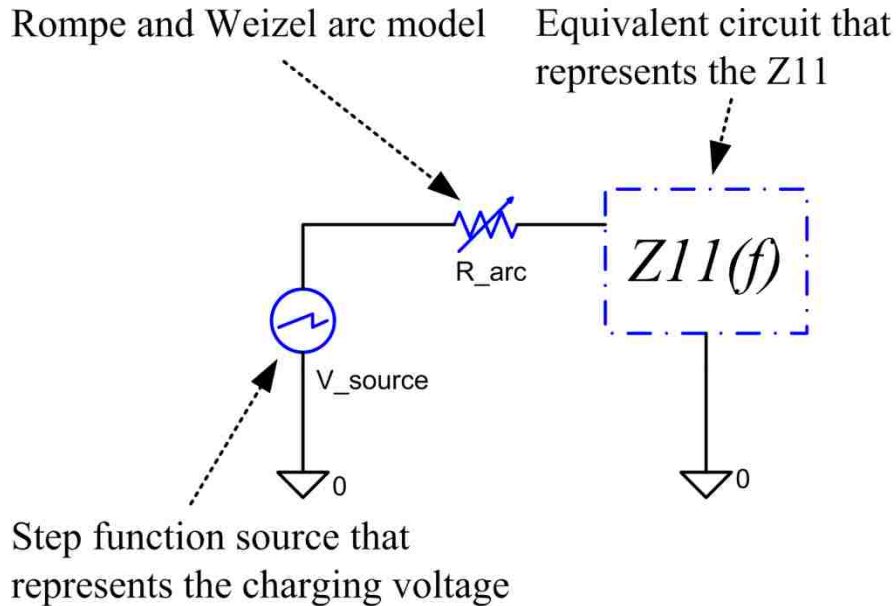 Rompe and Weizel arc model
Equivalent circuit that
represents the Z11
Z11(f)
R_arc
V_source
0
0
Step function source that
represents the charging voltage